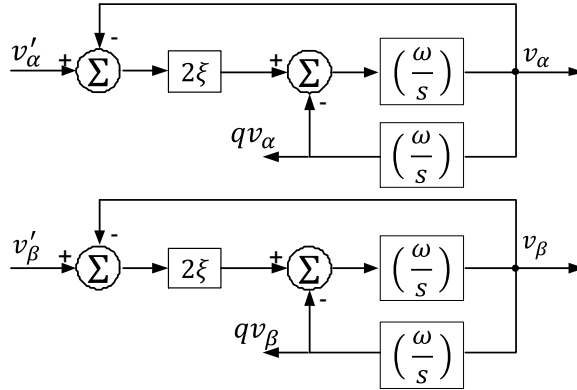 -
v′α + Σ 2ξ + Σ (ω/s) vα
-
qvα (ω/s)
-
v′β + Σ 2ξ + Σ (ω/s) vβ
-
qvβ (ω/s)